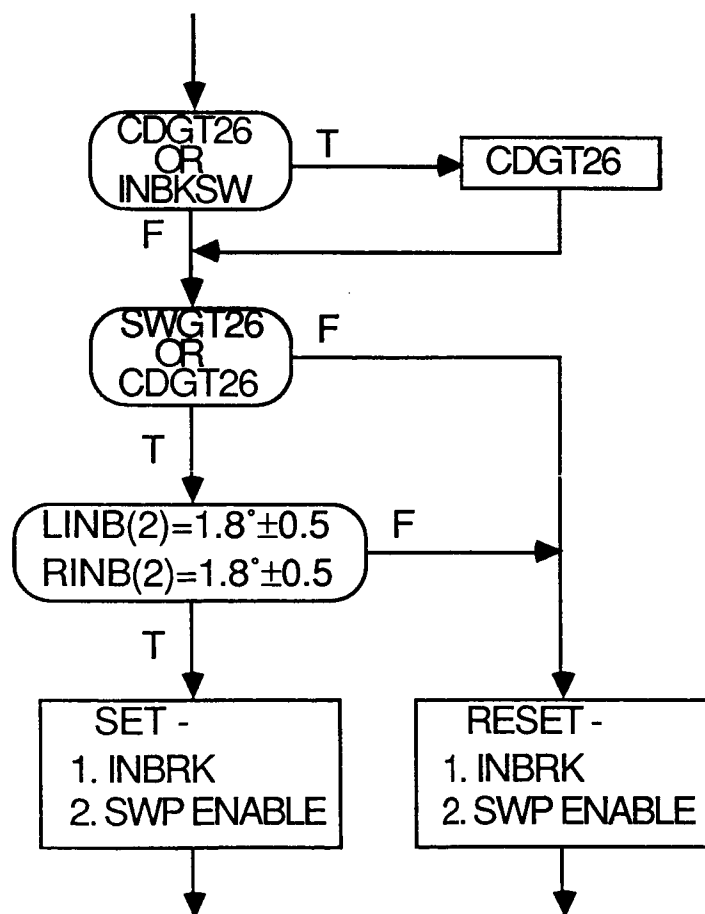 CDGT26
OR
INBKSW
T
CDGT26
F
SWGT26
OR
CDGT26
F
T
LINB(2)=1.8°±0.5
RINB(2)=1.8°±0.5
F
T
SET -
1. INBRK
2. SWP ENABLE
RESET -
1. INBRK
2. SWP ENABLE